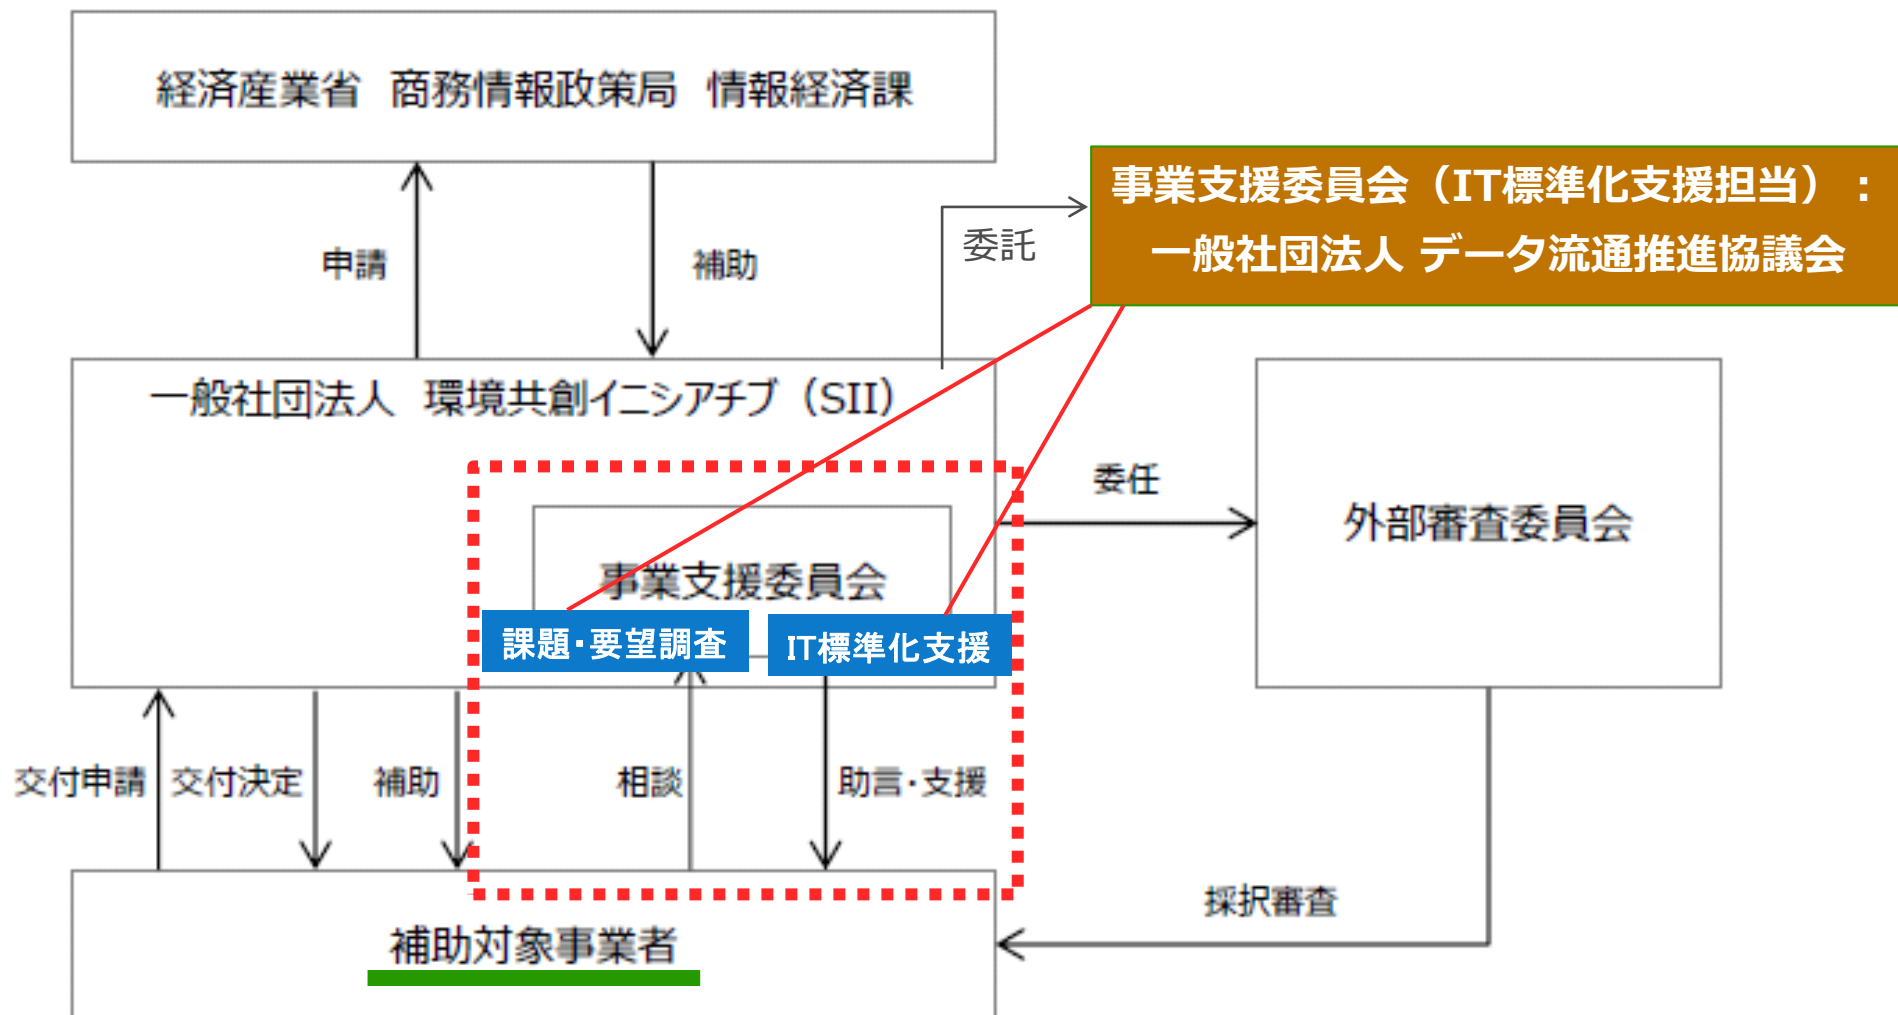 経済産業省 商務情報政策局 情報経済課
事業支援委員会（IT標準化支援担当）：
一般社団法人 データ流通推進協議会
申請
補助
委託
一般社団法人 環境共創イニシアチブ（SII）
委任
外部審査委員会
事業支援委員会
課題・要望調査
IT標準化支援
交付申請
交付決定
補助
相談
助言・支援
採択審査
補助対象事業者